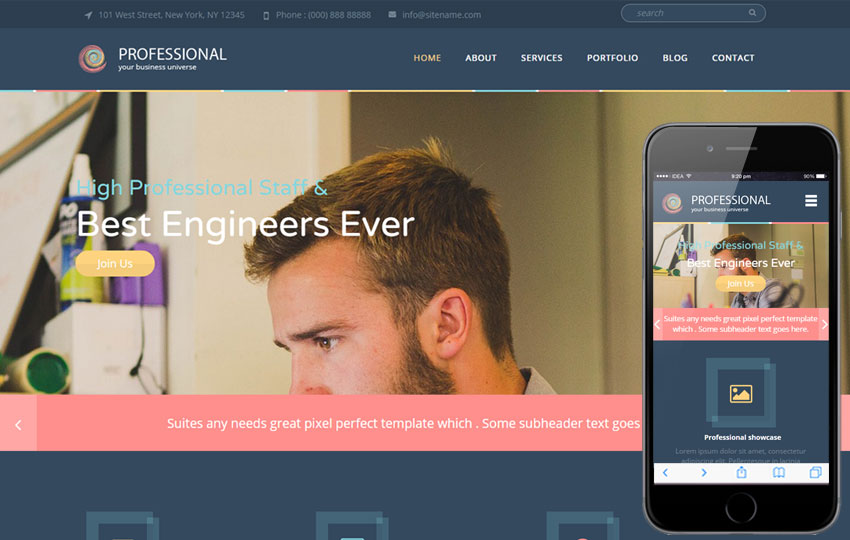 101 West Street, New York, NY 12345 Phone : (000) 888 88888 info@sitename.com search
PROFESSIONAL
your business universe
HOME ABOUT SERVICES PORTFOLIO BLOG CONTACT
High Professional Staff &
Best Engineers Ever
Join Us
Suites any needs great pixel perfect template which . Some subheader text goes
IDEA 9:20 pm 90%
PROFESSIONAL
your business universe
High Professional Staff &
Best Engineers Ever
Join Us
Suites any needs great pixel perfect template
which . Some subheader text goes here.
Professional showcase
Lorem ipsum dolor sit amet, consectetur
adipiscing elit. Pellentesque in lacinia